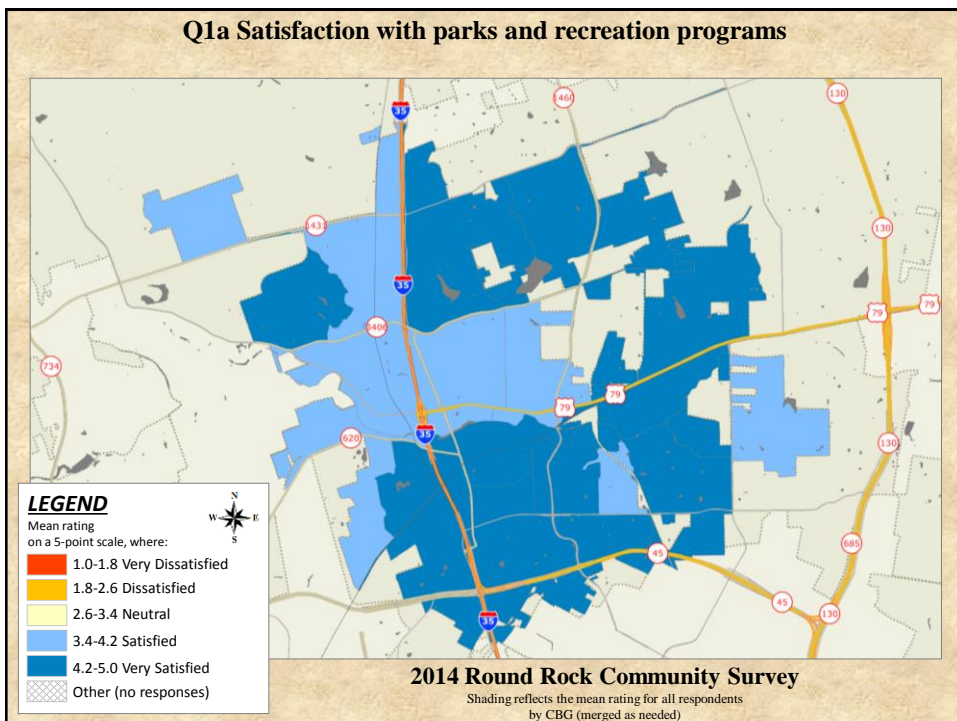 Q1a Satisfaction with parks and recreation programs
35
1460
130
1431
130
35
79
79
3406
734
79
79
620
35
130
685
45
45
130
35
LEGEND
N
W E
S
Mean rating
on a 5-point scale, where:
1.0-1.8 Very Dissatisfied
1.8-2.6 Dissatisfied
2.6-3.4 Neutral
3.4-4.2 Satisfied
4.2-5.0 Very Satisfied
Other (no responses)
2014 Round Rock Community Survey
Shading reflects the mean rating for all respondents
by CBG (merged as needed)